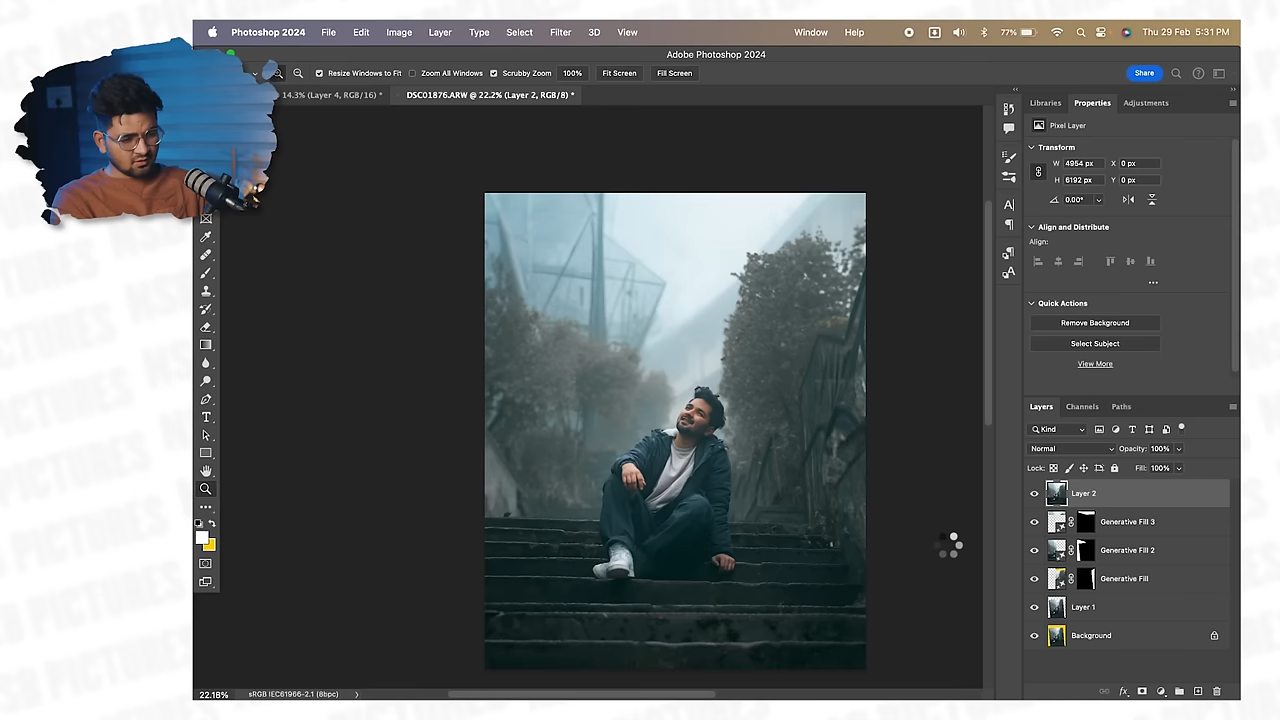 Photoshop 2024 File Edit Image Layer Type Select Filter 3D View Window Help 77% Thu 29 Feb 5:31 PM
Adobe Photoshop 2024
Resize Windows to Fit Zoom All Windows Scrubby Zoom 100% Fit Screen Fill Screen Share
14.3% (Layer 4, RGB/16) * DSC01876.ARW @ 22.2% (Layer 2, RGB/8) *
Libraries Properties Adjustments
Pixel Layer
Transform
W 4954 px X 0 px
H 6192 px Y 0 px
0.00°
Align and Distribute
Align:
Quick Actions
Remove Background
Select Subject
View More
Layers Channels Paths
Kind
Normal Opacity: 100%
Lock: Fill: 100%
Layer 2
Generative Fill 3
Generative Fill 2
Generative Fill
Layer 1
Background
22.18% sRGB IEC61966-2.1 (8bpc)
NSB PICTURES